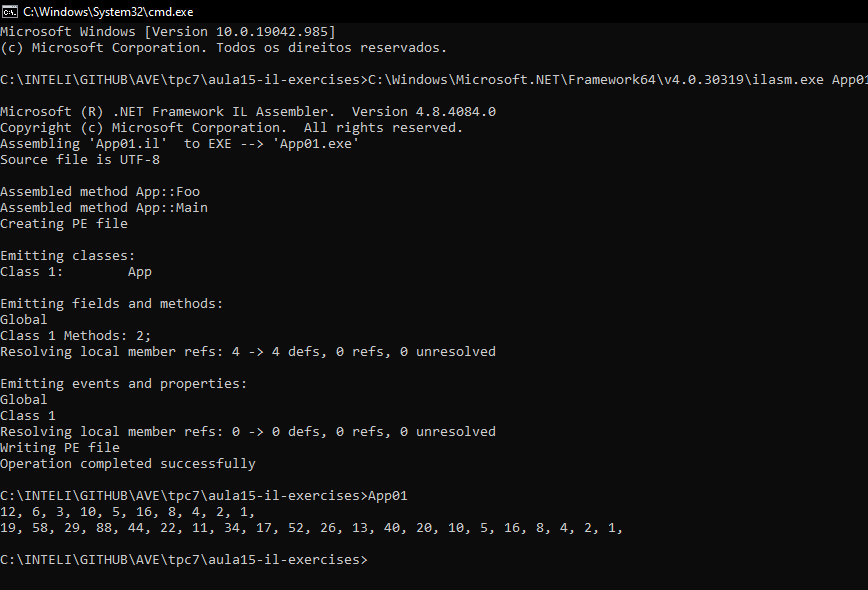 C:\Windows\System32\cmd.exe
Microsoft Windows [Version 10.0.19042.985]
(c) Microsoft Corporation. Todos os direitos reservados.
C:\INTELI\GITHUB\AVE\tpc7\aula15-il-exercises>C:\Windows\Microsoft.NET\Framework64\v4.0.30319\ilasm.exe App01
Microsoft (R) .NET Framework IL Assembler.  Version 4.8.4084.0
Copyright (c) Microsoft Corporation.  All rights reserved.
Assembling 'App01.il'  to EXE --> 'App01.exe'
Source file is UTF-8
Assembled method App::Foo
Assembled method App::Main
Creating PE file
Emitting classes:
Class 1:        App
Emitting fields and methods:
Global
Class 1 Methods: 2;
Resolving local member refs: 4 -> 4 defs, 0 refs, 0 unresolved
Emitting events and properties:
Global
Class 1
Resolving local member refs: 0 -> 0 defs, 0 refs, 0 unresolved
Writing PE file
Operation completed successfully
C:\INTELI\GITHUB\AVE\tpc7\aula15-il-exercises>App01
12, 6, 3, 10, 5, 16, 8, 4, 2, 1,
19, 58, 29, 88, 44, 22, 11, 34, 17, 52, 26, 13, 40, 20, 10, 5, 16, 8, 4, 2, 1,
C:\INTELI\GITHUB\AVE\tpc7\aula15-il-exercises>